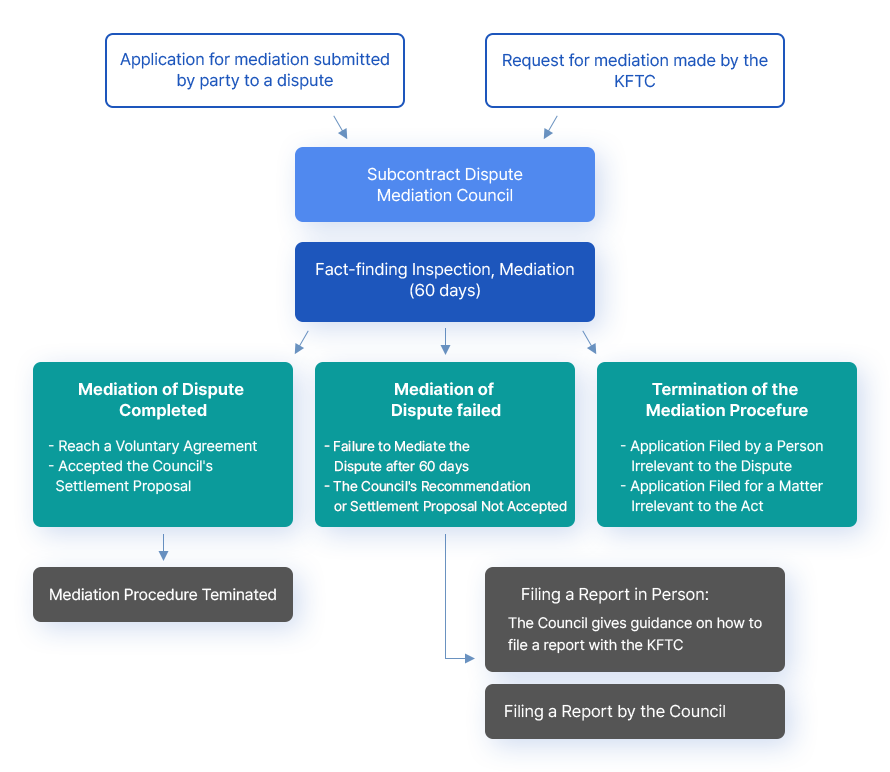 Application for mediation submitted
by party to a dispute
Request for mediation made by the
KFTC
Subcontract Dispute
Mediation Council
Fact-finding Inspection, Mediation
(60 days)
Mediation of Dispute
Completed
- Reach a Voluntary Agreement
- Accepted the Council's
Settlement Proposal
Mediation of
Dispute failed
- Failure to Mediate the
Dispute after 60 days
- The Council's Recommendation
or Settlement Proposal Not Accepted
Termination of the
Mediation Procefure
- Application Filed by a Person
Irrelevant to the Dispute
- Application Filed for a Matter
Irrelevant to the Act
Mediation Procedure Teminated
Filing a Report in Person:
The Council gives guidance on how to
file a report with the KFTC
Filing a Report by the Council